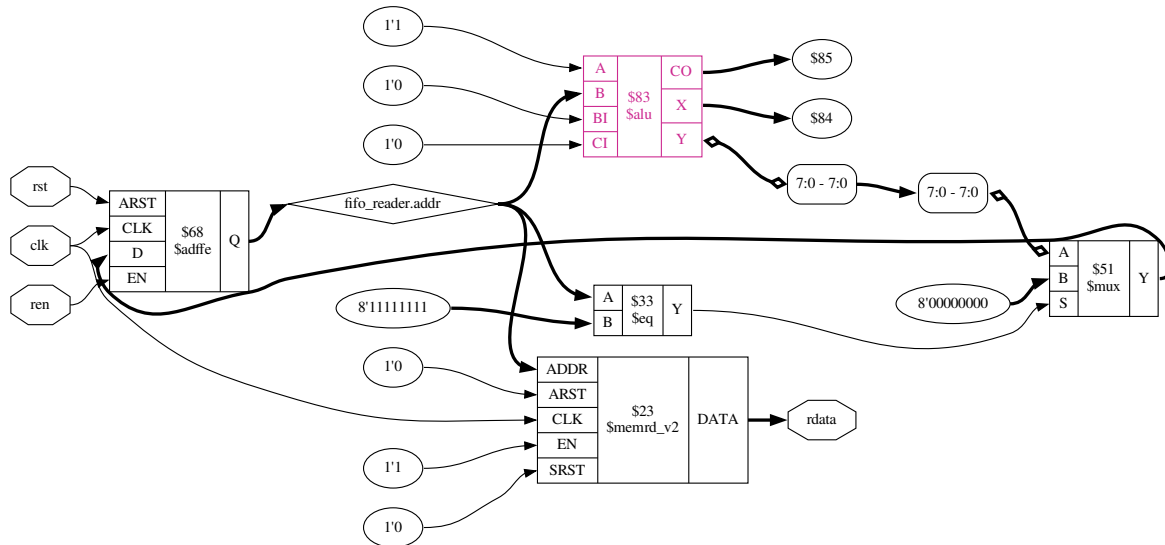 1'1
1'0
1'0
A
B
BI
CI
$83
$alu
CO
X
Y
$85
$84
7:0 - 7:0
7:0 - 7:0
rst
clk
ren
ARST
CLK
D
EN
$68
$adffe
Q
fifo_reader.addr
8'11111111
A
B
$33
$eq
Y
8'00000000
A
B
S
$51
$mux
Y
1'0
1'1
1'0
ADDR
ARST
CLK
EN
SRST
$23
$memrd_v2
DATA
rdata